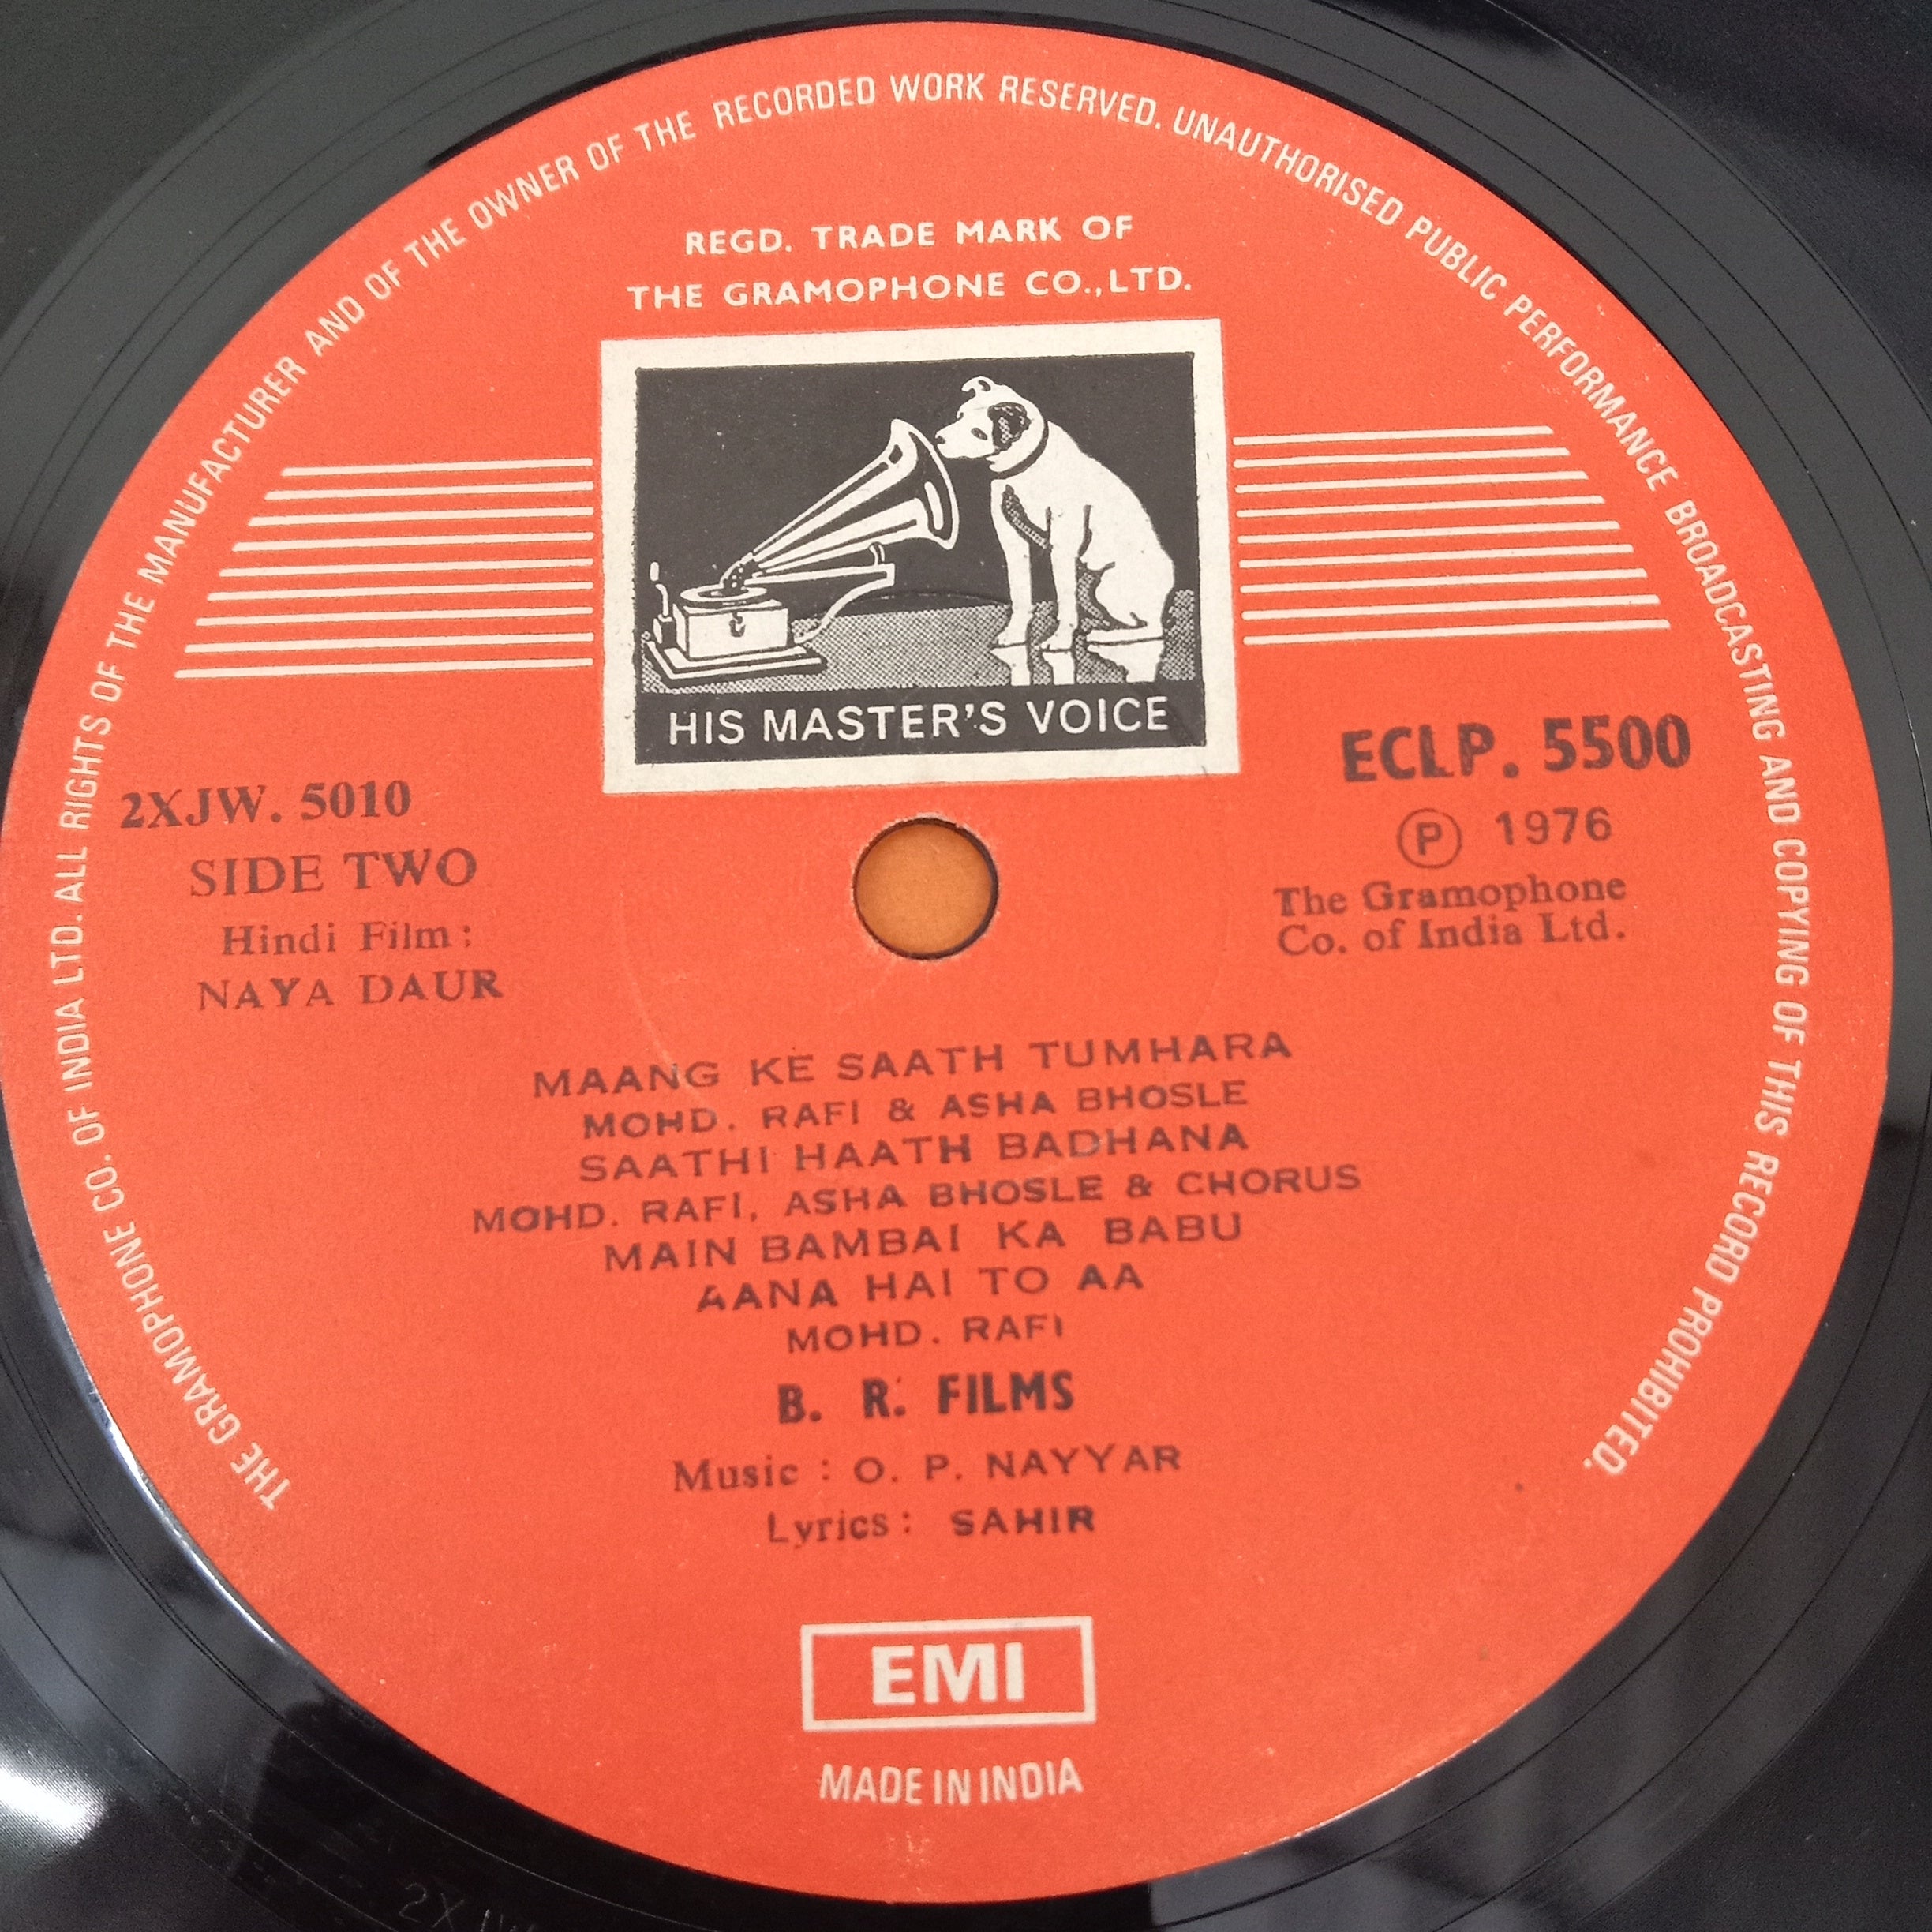 THE GRAMOPHONE CO. OF INDIA LTD. ALL RIGHTS OF THE MANUFACTURER AND OF THE OWNER OF THE RECORDED WORK RESERVED. UNAUTHORISED PUBLIC PERFORMANCE BROADCASTING AND COPYING OF THIS RECORD PROHIBITED.
REGD. TRADE MARK OF
THE GRAMOPHONE CO.,LTD.
HIS MASTER'S VOICE
2XJW. 5010
SIDE TWO
Hindi Film:
NAYA DAUR
ECLP. 5500
Ⓟ 1976
The Gramophone
Co. of India Ltd.
MAANG KE SAATH TUMHARA
MOHD. RAFI & ASHA BHOSLE
SAATHI HAATH BADHANA
MOHD. RAFI, ASHA BHOSLE & CHORUS
MAIN BAMBAI KA BABU
AANA HAI TO AA
MOHD. RAFI
B. R. FILMS
Music : O. P. NAYYAR
Lyrics : SAHIR
EMI
MADE IN INDIA